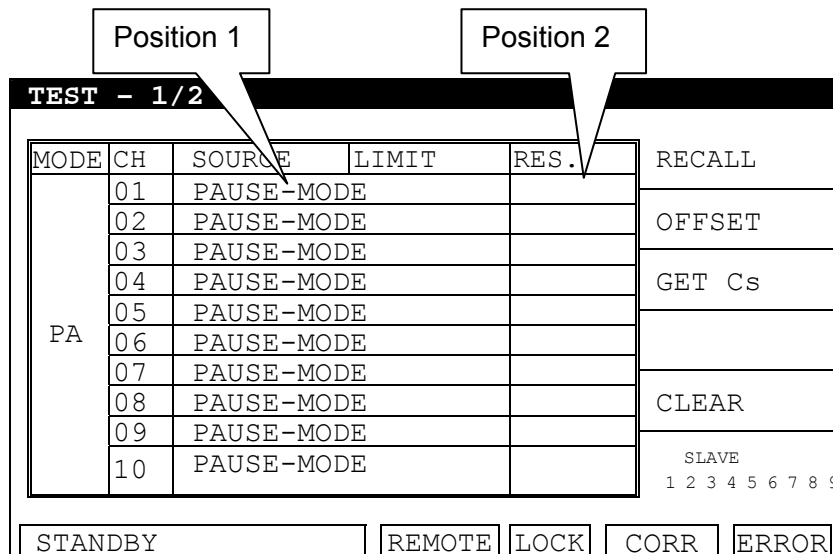 Position 1 Position 2
TEST – 1/2
MODE CH SOURCE LIMIT RES. RECALL
01 PAUSE-MODE
02 PAUSE-MODE OFFSET
03 PAUSE-MODE
04 PAUSE-MODE GET Cs
05 PAUSE-MODE
PA 06 PAUSE-MODE
07 PAUSE-MODE
08 PAUSE-MODE CLEAR
09 PAUSE-MODE
10 PAUSE-MODE SLAVE
1 2 3 4 5 6 7 8 9
STANDBY REMOTE LOCK CORR ERROR